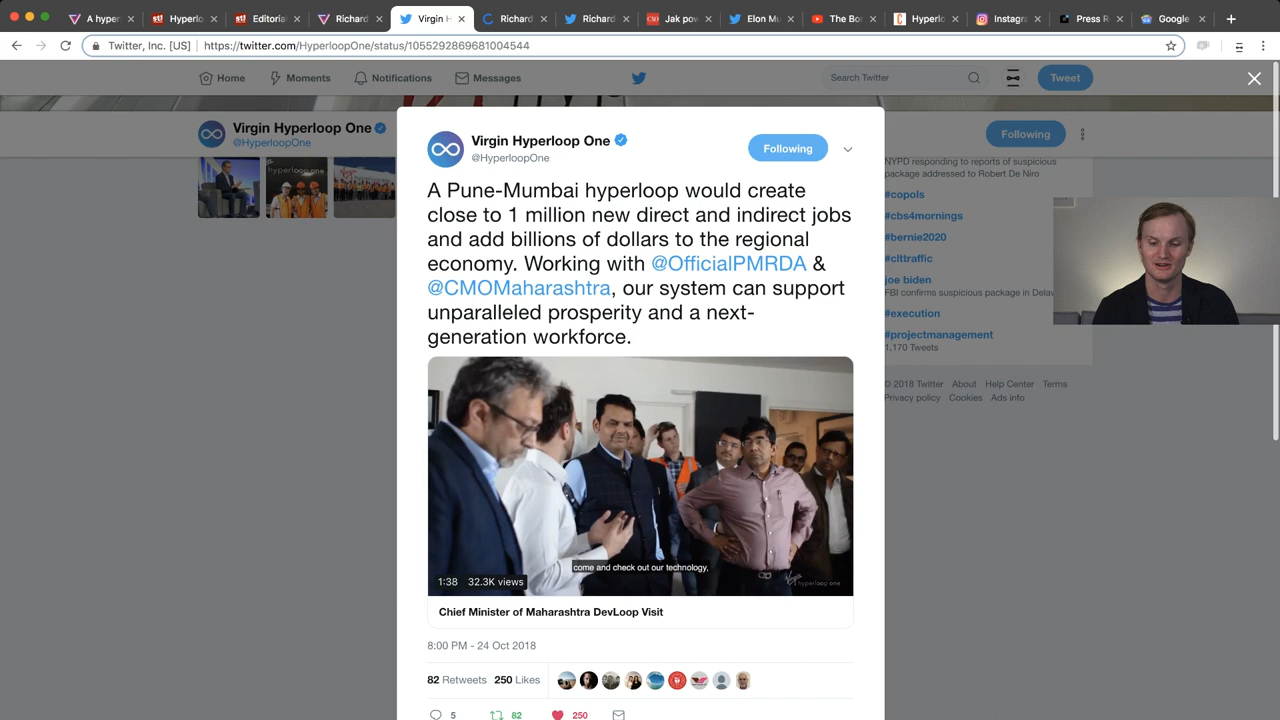 A hyper
Hyperlo
Editorial
Richard
Virgin H
Richard
Richard
Jak pow
Elon Mu
The Bor
Hyperlo
Instagra
Press R
Google
Twitter, Inc. [US]
https://twitter.com/HyperloopOne/status/1055292869681004544
Home
Moments
Notifications
Messages
Search Twitter
Tweet
Virgin Hyperloop One
@HyperloopOne
Following
Virgin Hyperloop One
@HyperloopOne
Following
A Pune-Mumbai hyperloop would create
close to 1 million new direct and indirect jobs
and add billions of dollars to the regional
economy. Working with @OfficialPMRDA &
@CMOMaharashtra, our system can support
unparalleled prosperity and a next-
generation workforce.
come and check out our technology,
1:38 32.3K views
Virgin hyperloop one
Chief Minister of Maharashtra DevLoop Visit
8:00 PM - 24 Oct 2018
82 Retweets 250 Likes
5 82 250
NYPD responding to reports of suspicious
package addressed to Robert De Niro
#copols
#cbs4mornings
#bernie2020
#clttraffic
joe biden
FBI confirms suspicious package in Delaw
#execution
#projectmanagement
1,170 Tweets
© 2018 Twitter About Help Center Terms
Privacy policy Cookies Ads info